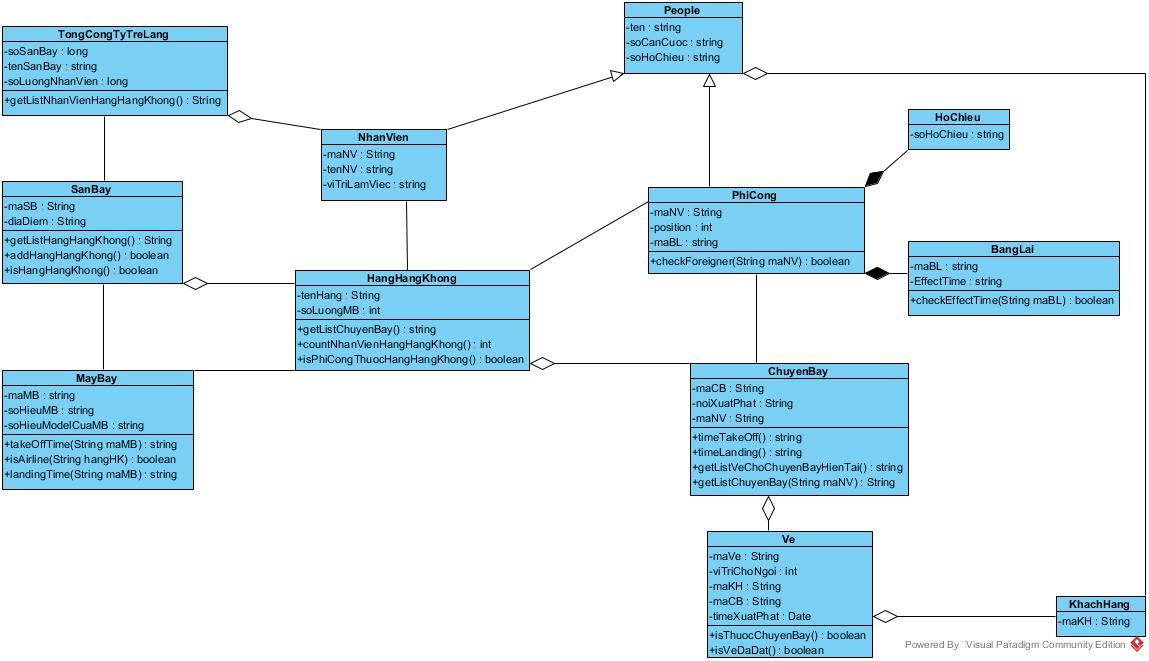 TongCongTyTreLang
-soSanBay : long
-tenSanBay : string
-soLuongNhanVien : long
+getListNhanVienHangHangKhong() : String
People
-ten : string
-soCanCuoc : string
-soHoChieu : string
HoChieu
-soHoChieu : string
NhanVien
-maNV : String
-tenNV : string
-viTriLamViec : string
SanBay
-maSB : String
-diaDiem : String
+getListHangHangKhong() : String
+addHangHangKhong() : boolean
+isHangHangKhong() : boolean
PhiCong
-maNV : String
-position : int
-maBL : string
+checkForeigner(String maNV) : boolean
BangLai
-maBL : string
-EffectTime : string
+checkEffectTime(String maBL) : boolean
HangHangKhong
-tenHang : String
-soLuongMB : int
+getListChuyenBay() : string
+countNhanVienHangHangKhong() : int
+isPhiCongThuocHangHangKhong() : boolean
MayBay
-maMB : string
-soHieuMB : string
-soHieuModelCuaMB : string
+takeOffTime(String maMB) : string
+isAirline(String hangHK) : boolean
+landingTime(String maMB) : string
ChuyenBay
-maCB : String
-noiXuatPhat : String
-maNV : String
+timeTakeOff() : string
+timeLanding() : string
+getListVeChoChuyenBayHienTai() : string
+getListChuyenBay(String maNV) : String
Ve
-maVe : String
-viTriChoNgoi : int
-maKH : String
-maCB : String
-timeXuatPhat : Date
+isThuocChuyenBay() : boolean
+isVeDaDat() : boolean
KhachHang
-maKH : String
Powered By Visual Paradigm Community Edition